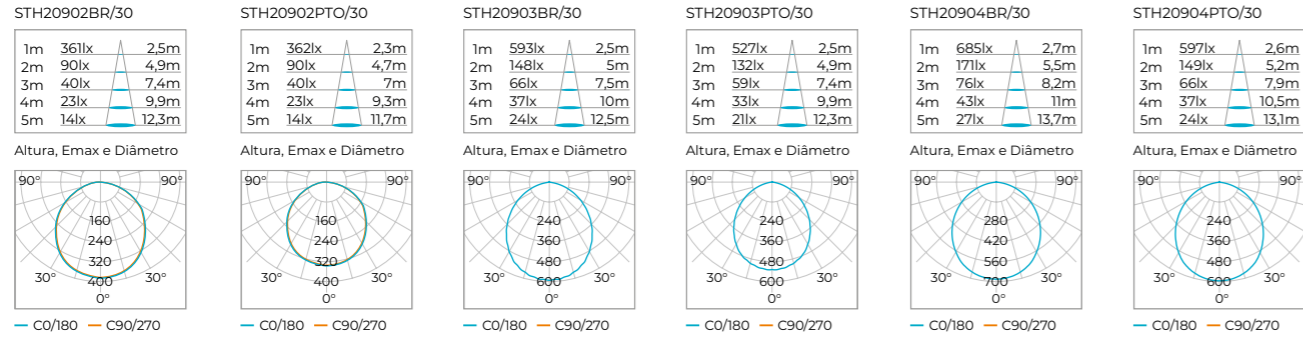 STH20902BR/30
1m 361lx 2,5m
2m 90lx 4,9m
3m 40lx 7,4m
4m 23lx 9,9m
5m 14lx 12,3m
Altura, Emax e Diâmetro
90° 90°
160
240
320
30° 400 30°
0°
C0/180 C90/270
STH20902PTO/30
1m 362lx 2,3m
2m 90lx 4,7m
3m 40lx 7m
4m 23lx 9,3m
5m 14lx 11,7m
Altura, Emax e Diâmetro
90° 90°
160
240
320
30° 400 30°
0°
C0/180 C90/270
STH20903BR/30
1m 593lx 2,5m
2m 148lx 5m
3m 66lx 7,5m
4m 37lx 10m
5m 24lx 12,5m
Altura, Emax e Diâmetro
90° 90°
240
360
480
30° 600 30°
0°
C0/180 C90/270
STH20903PTO/30
1m 527lx 2,5m
2m 132lx 4,9m
3m 59lx 7,4m
4m 33lx 9,9m
5m 21lx 12,3m
Altura, Emax e Diâmetro
90° 90°
240
360
480
30° 600 30°
0°
C0/180 C90/270
STH20904BR/30
1m 685lx 2,7m
2m 171lx 5,5m
3m 76lx 8,2m
4m 43lx 11m
5m 27lx 13,7m
Altura, Emax e Diâmetro
90° 90°
280
420
560
30° 700 30°
0°
C0/180 C90/270
STH20904PTO/30
1m 597lx 2,6m
2m 149lx 5,2m
3m 66lx 7,9m
4m 37lx 10,5m
5m 24lx 13,1m
Altura, Emax e Diâmetro
90° 90°
240
360
480
30° 600 30°
0°
C0/180 C90/270